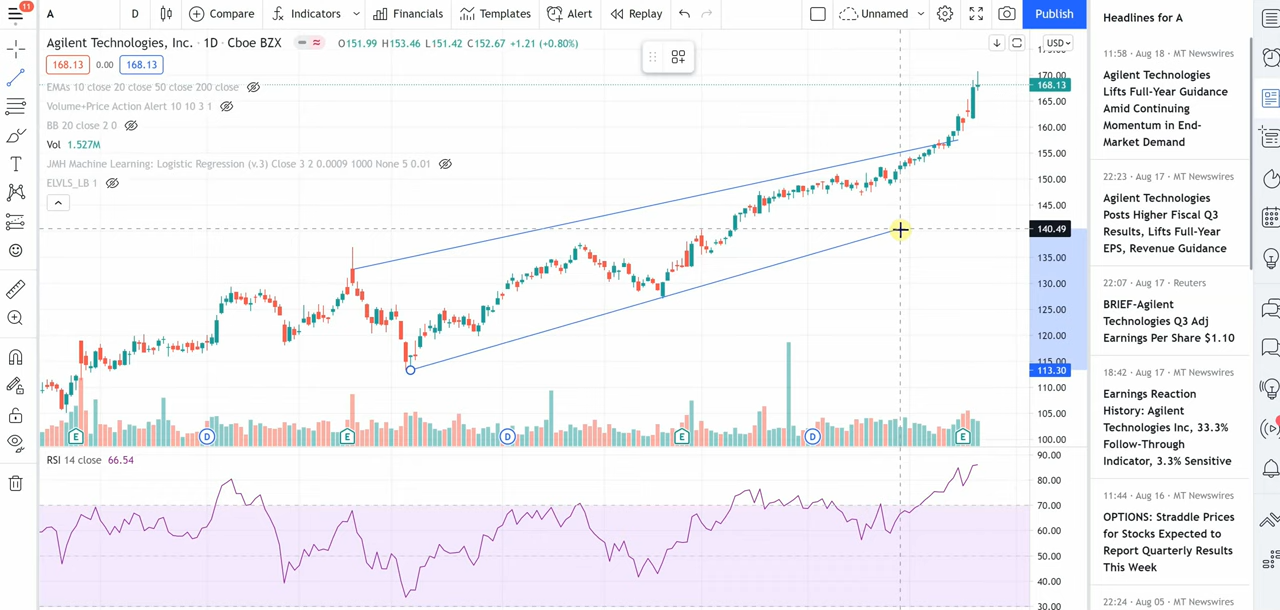 11
A
D
Compare
Indicators
Financials
Templates
Alert
Replay
Unnamed
Publish
Agilent Technologies, Inc. · 1D · Cboe BZX
O151.99 H153.46 L151.42 C152.67 +1.21 (+0.80%)
168.13 0.00 168.13
EMAs 10 close 20 close 50 close 200 close
Volume+Price Action Alert 10 10 3 1
BB 20 close 2 0
Vol 1.527M
JMH Machine Learning: Logistic Regression (v.3) Close 3 2 0.0009 1000 None 5 0.01
ELVLS_LB 1
USD
175.00
170.00
168.13
165.00
160.00
155.00
150.00
145.00
140.49
135.00
130.00
125.00
120.00
115.00
113.30
110.00
105.00
100.00
E
D
E
D
E
D
E
RSI 14 close 66.54
90.00
80.00
70.00
60.00
50.00
40.00
30.00
Headlines for A
11:58 · Aug 18 · MT Newswires
Agilent Technologies
Lifts Full-Year Guidance
Amid Continuing
Momentum in End-
Market Demand
22:23 · Aug 17 · MT Newswires
Agilent Technologies
Posts Higher Fiscal Q3
Results, Lifts Full-Year
EPS, Revenue Guidance
22:07 · Aug 17 · Reuters
BRIEF-Agilent
Technologies Q3 Adj
Earnings Per Share $1.10
18:42 · Aug 17 · MT Newswires
Earnings Reaction
History: Agilent
Technologies Inc, 33.3%
Follow-Through
Indicator, 3.3% Sensitive
11:44 · Aug 16 · MT Newswires
OPTIONS: Straddle Prices
for Stocks Expected to
Report Quarterly Results
This Week
22:24 · Aug 05 · MT Newswires